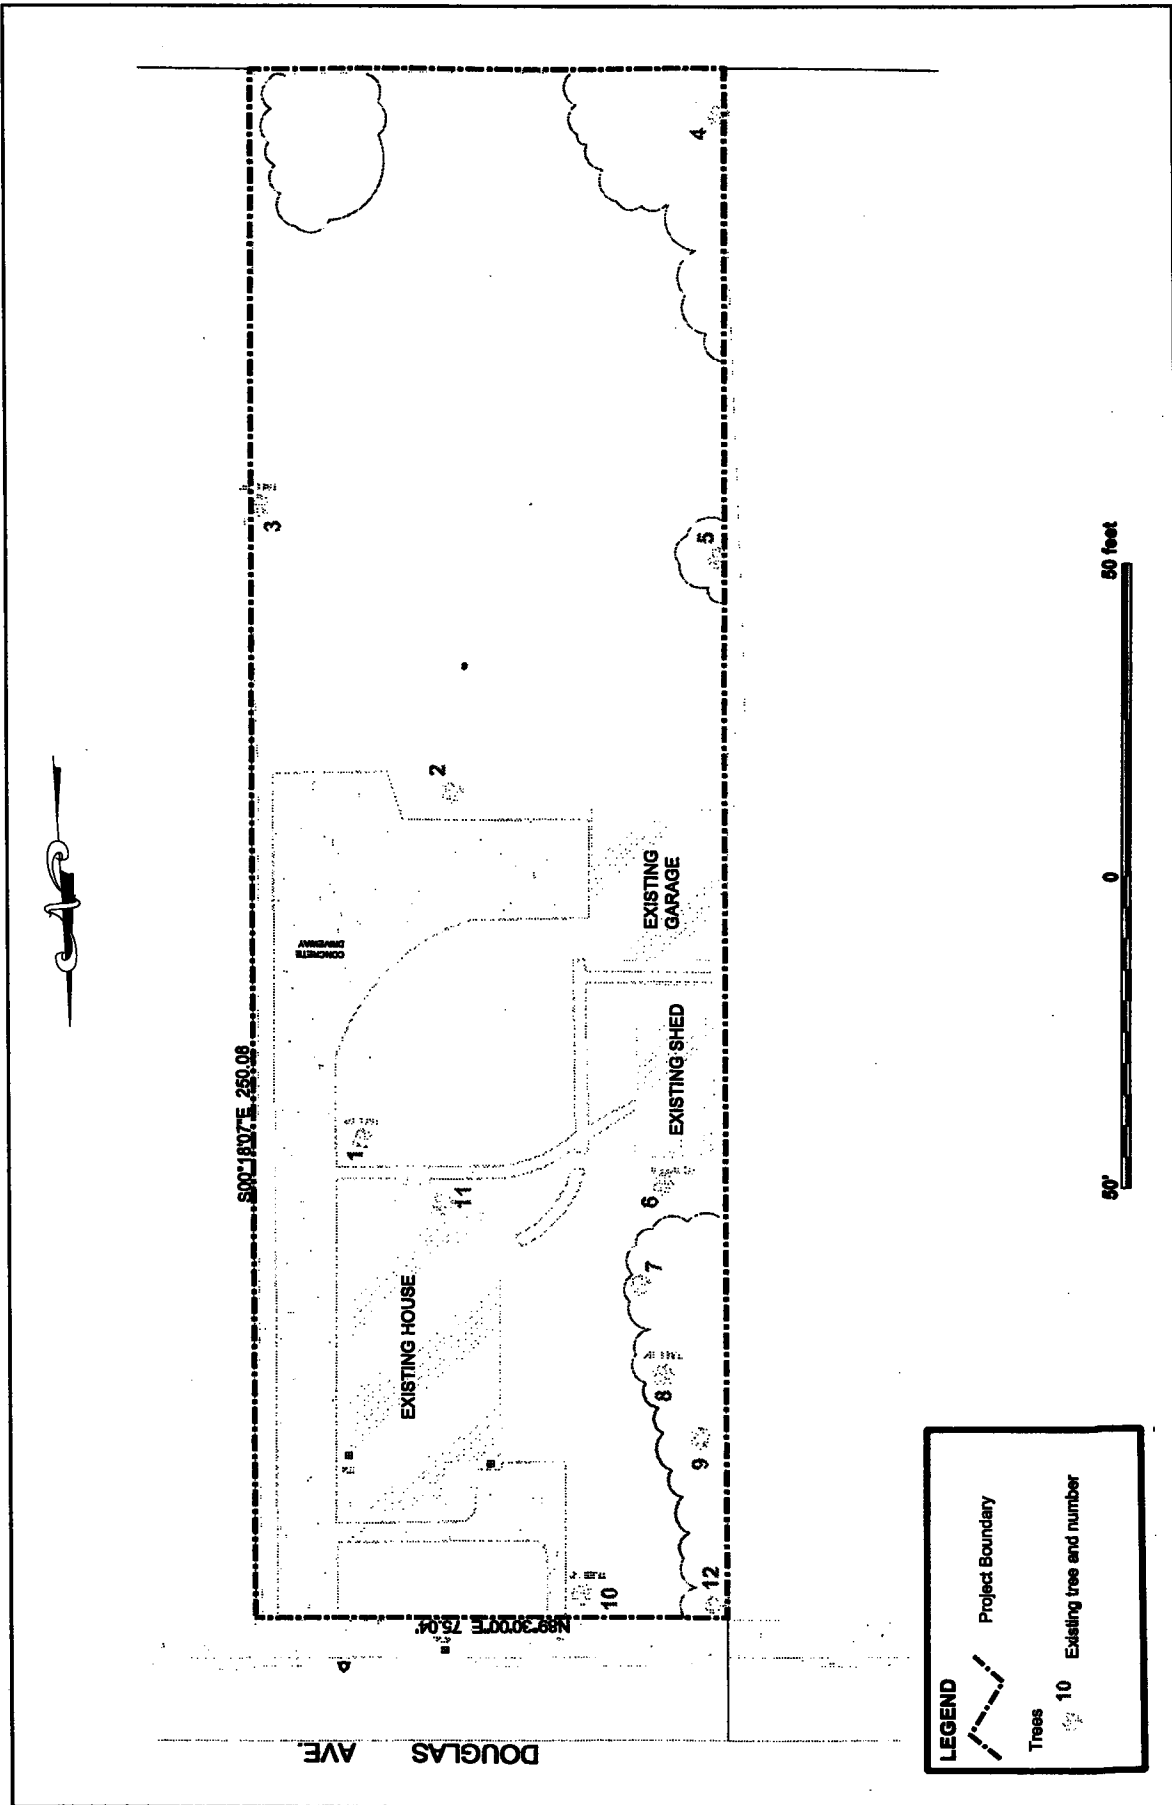 S00°18'07"E 250.08
N89°30'00"E 75.04'
DOUGLAS AVE.
CONCRETE
DRIVEWAY
EXISTING HOUSE
EXISTING SHED
EXISTING
GARAGE
1
2
3
4
5
6
7
8
9
10
11
12
50' 0 50 feet
LEGEND
Project Boundary
Trees
10 Existing tree and number